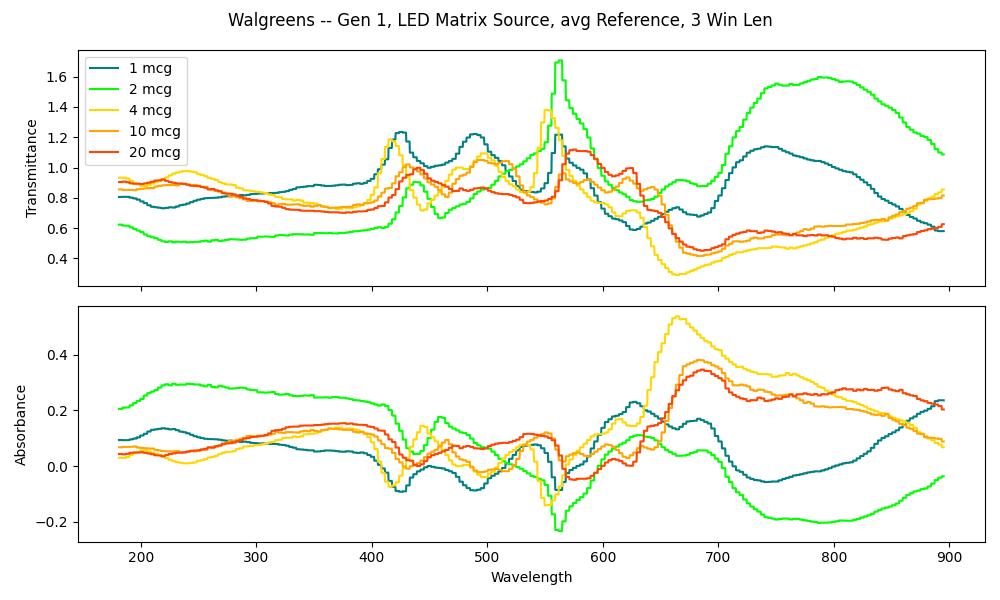 Walgreens -- Gen 1, LED Matrix Source, avg Reference, 3 Win Len
Transmittance
1.6
1.4
1.2
1.0
0.8
0.6
0.4
1 mcg
2 mcg
4 mcg
10 mcg
20 mcg
Absorbance
0.4
0.2
0.0
−0.2
200 300 400 500 600 700 800 900
Wavelength